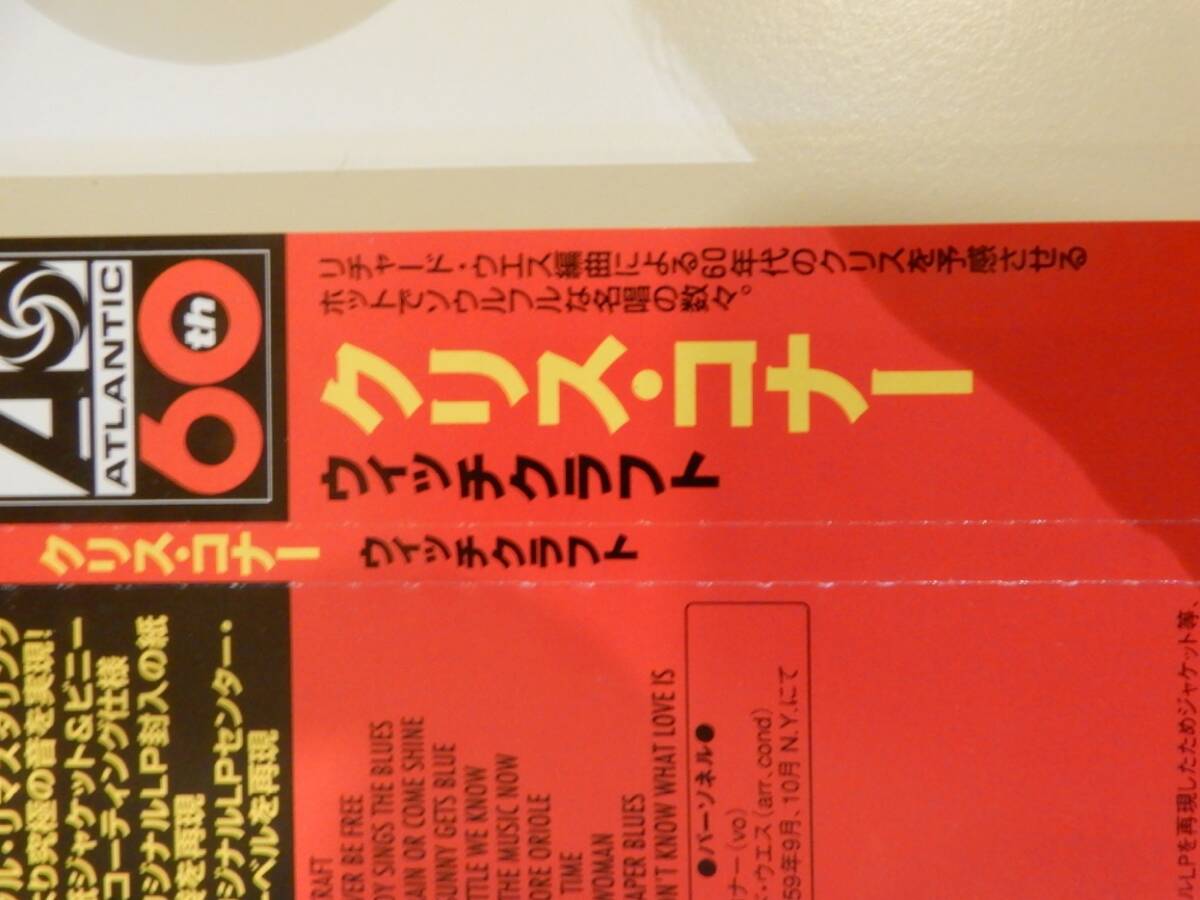 リチャード・ウエス編曲による60年代のクリスを予感させる
ホットでソウルフルな名唱の数々。
クリス・コナー
ウィッチクラフト
ATLANTIC
60th
クリス・コナー ウィッチクラフト
ル・リマスタリング
より究極の音を実現!
ジャケット&ビニー
コーティング仕様
リジナルLP封入の紙
を再現
リジナルLPセンター・
ーベルを再現
RAFT
VER BE FREE
DY SINGS THE BLUES
AIN OR COME SHINE
SUNNY GETS BLUE
TTLE WE KNOW
THE MUSIC NOW
ORE ORIOLE
TIME
WOMAN
APER BLUES
ON'T KNOW WHAT LOVE IS
●パーソネル●
ナー (vo)
ド・ウエス (arr, cond)
59年9月、10月 N.Y.にて
ルLPを再現したためジャケット等、